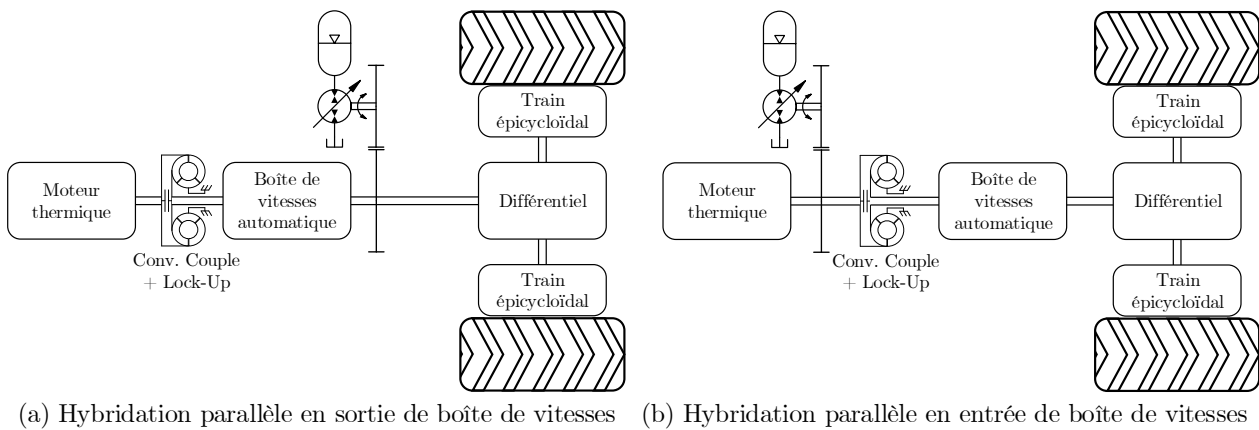 Moteur
thermique
Conv. Couple
+ Lock-Up
Boîte de
vitesses
automatique
Train
épicycloïdal
Différentiel
Train
épicycloïdal
(a) Hybridation parallèle en sortie de boîte de vitesses
Moteur
thermique
Conv. Couple
+ Lock-Up
Boîte de
vitesses
automatique
Train
épicycloïdal
Différentiel
Train
épicycloïdal
(b) Hybridation parallèle en entrée de boîte de vitesses